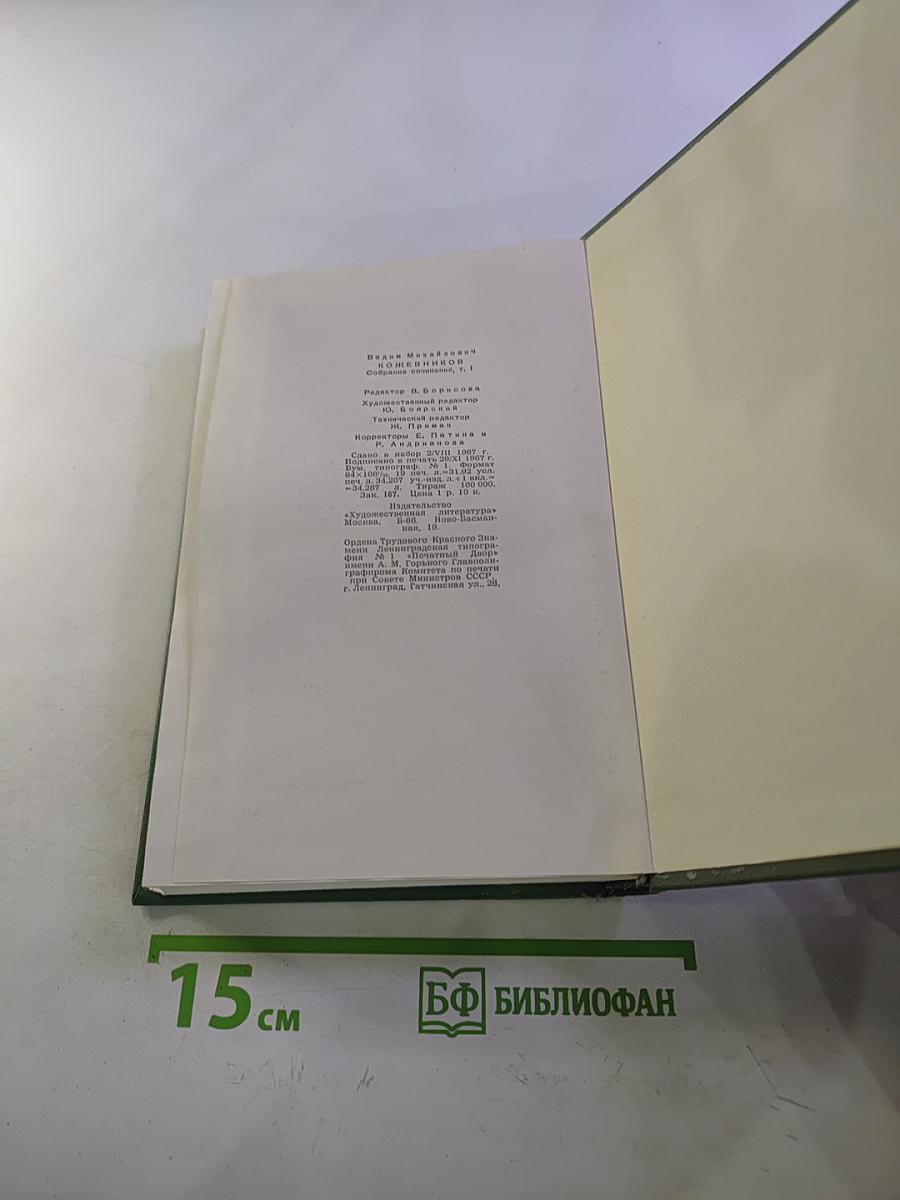 Вадим Михайлович
КОЖЕВНИКОВ
Собрание сочинений, т. 1
Редактор В. Борисова
Художественный редактор
Ю. Боярский
Технический редактор
Ж. Примак
Корректоры Е. Патина и
Р. Андрианова
Сдано в набор 2/VIII 1967 г.
Подписано в печать 29/XI 1967 г.
Бум. типограф. № 1. Формат
84×108¹/₃₂. 19 печ. л.=31,92 усл.
печ. л. 34,207 уч.-изд. л.+1 вкл.=
=34,267 л. Тираж 100 000.
Зак. 167. Цена 1 р. 10 к.
Издательство
«Художественная литература»
Москва, Б-66, Ново-Басман-
ная, 19.
Ордена Трудового Красного Зна-
мени Ленинградская типогра-
фия № 1 «Печатный Двор»
имени А. М. Горького Главполи-
графпрома Комитета по печати
при Совете Министров СССР,
г. Ленинград, Гатчинская ул., 26.
15 см
БФ БИБЛИОФАН